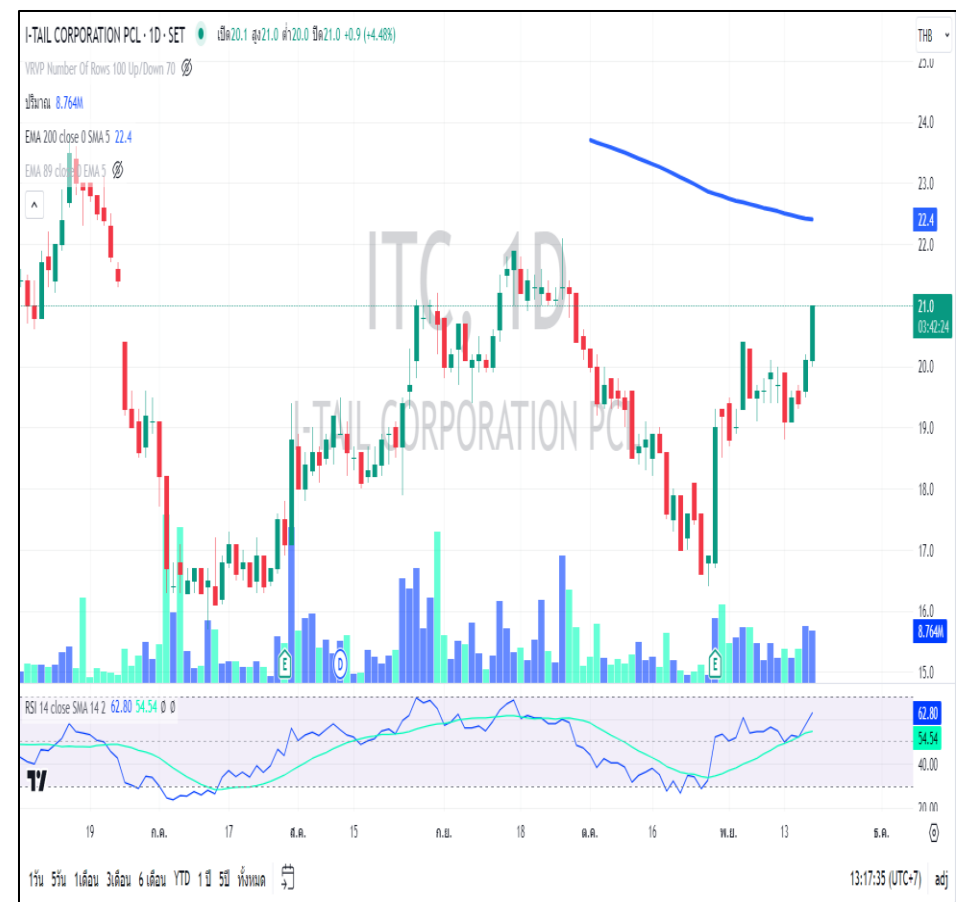 I-TAIL CORPORATION PCL · 1D · SET เปิด20.1 สูง21.0 ต่ำ20.0 ปิด21.0 +0.9 (+4.48%)
THB
VRVP Number Of Rows 100 Up/Down 70
25.0
ปริมาณ 8.764M
24.0
EMA 200 close 0 SMA 5 22.4
EMA 89 close 0 EMA 5
23.0
22.4
22.0
ITC, 1D
21.0
03:42:24
20.0
I-TAIL CORPORATION PCL
19.0
18.0
17.0
16.0
8.764M
E
D
E
15.0
RSI 14 close SMA 14 2 62.80 54.54 Ø Ø
62.80
54.54
40.00
20.00
19 ก.ค. 17 ส.ค. 15 ก.ย. 18 ต.ค. 16 พ.ย. 13 ธ.ค.
1วัน 5วัน 1เดือน 3เดือน 6 เดือน YTD 1 ปี 5ปี ทั้งหมด 13:17:35 (UTC+7) adj